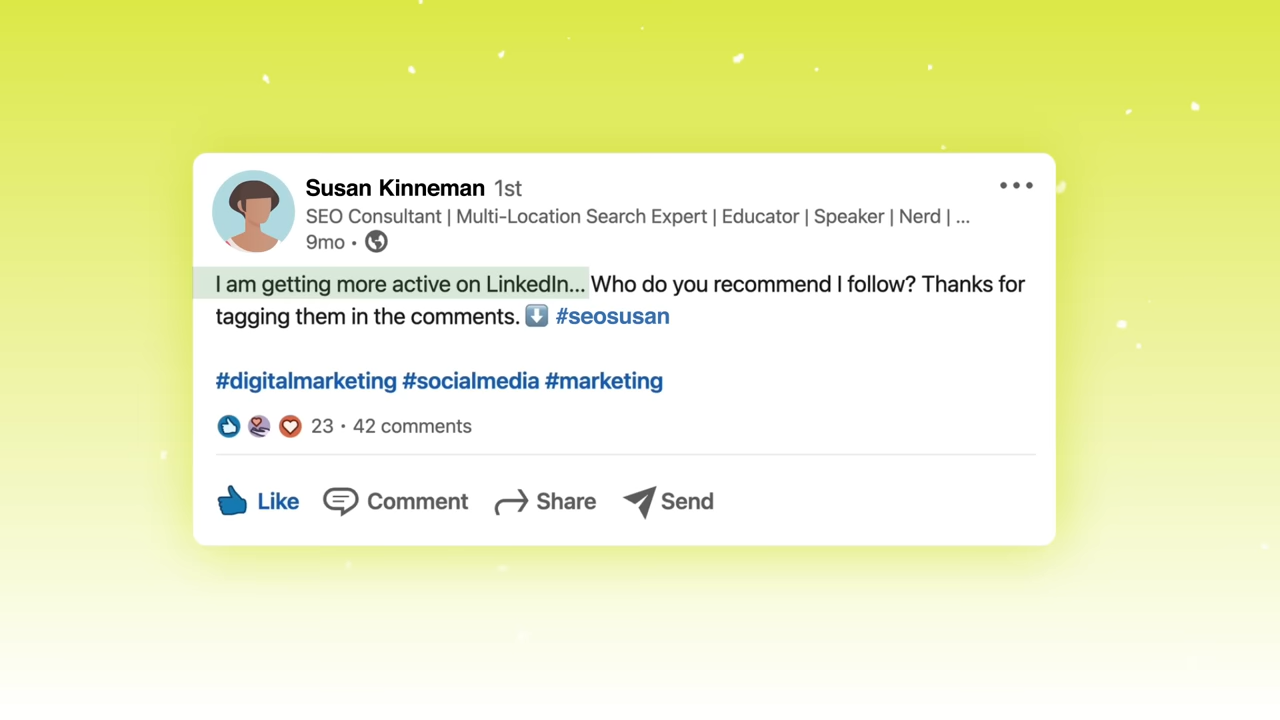 Susan Kinneman 1st
SEO Consultant | Multi-Location Search Expert | Educator | Speaker | Nerd | ...
9mo •
I am getting more active on LinkedIn... Who do you recommend I follow? Thanks for
tagging them in the comments. ⬇️ #seosusan
#digitalmarketing #socialmedia #marketing
23 • 42 comments
Like Comment Share Send